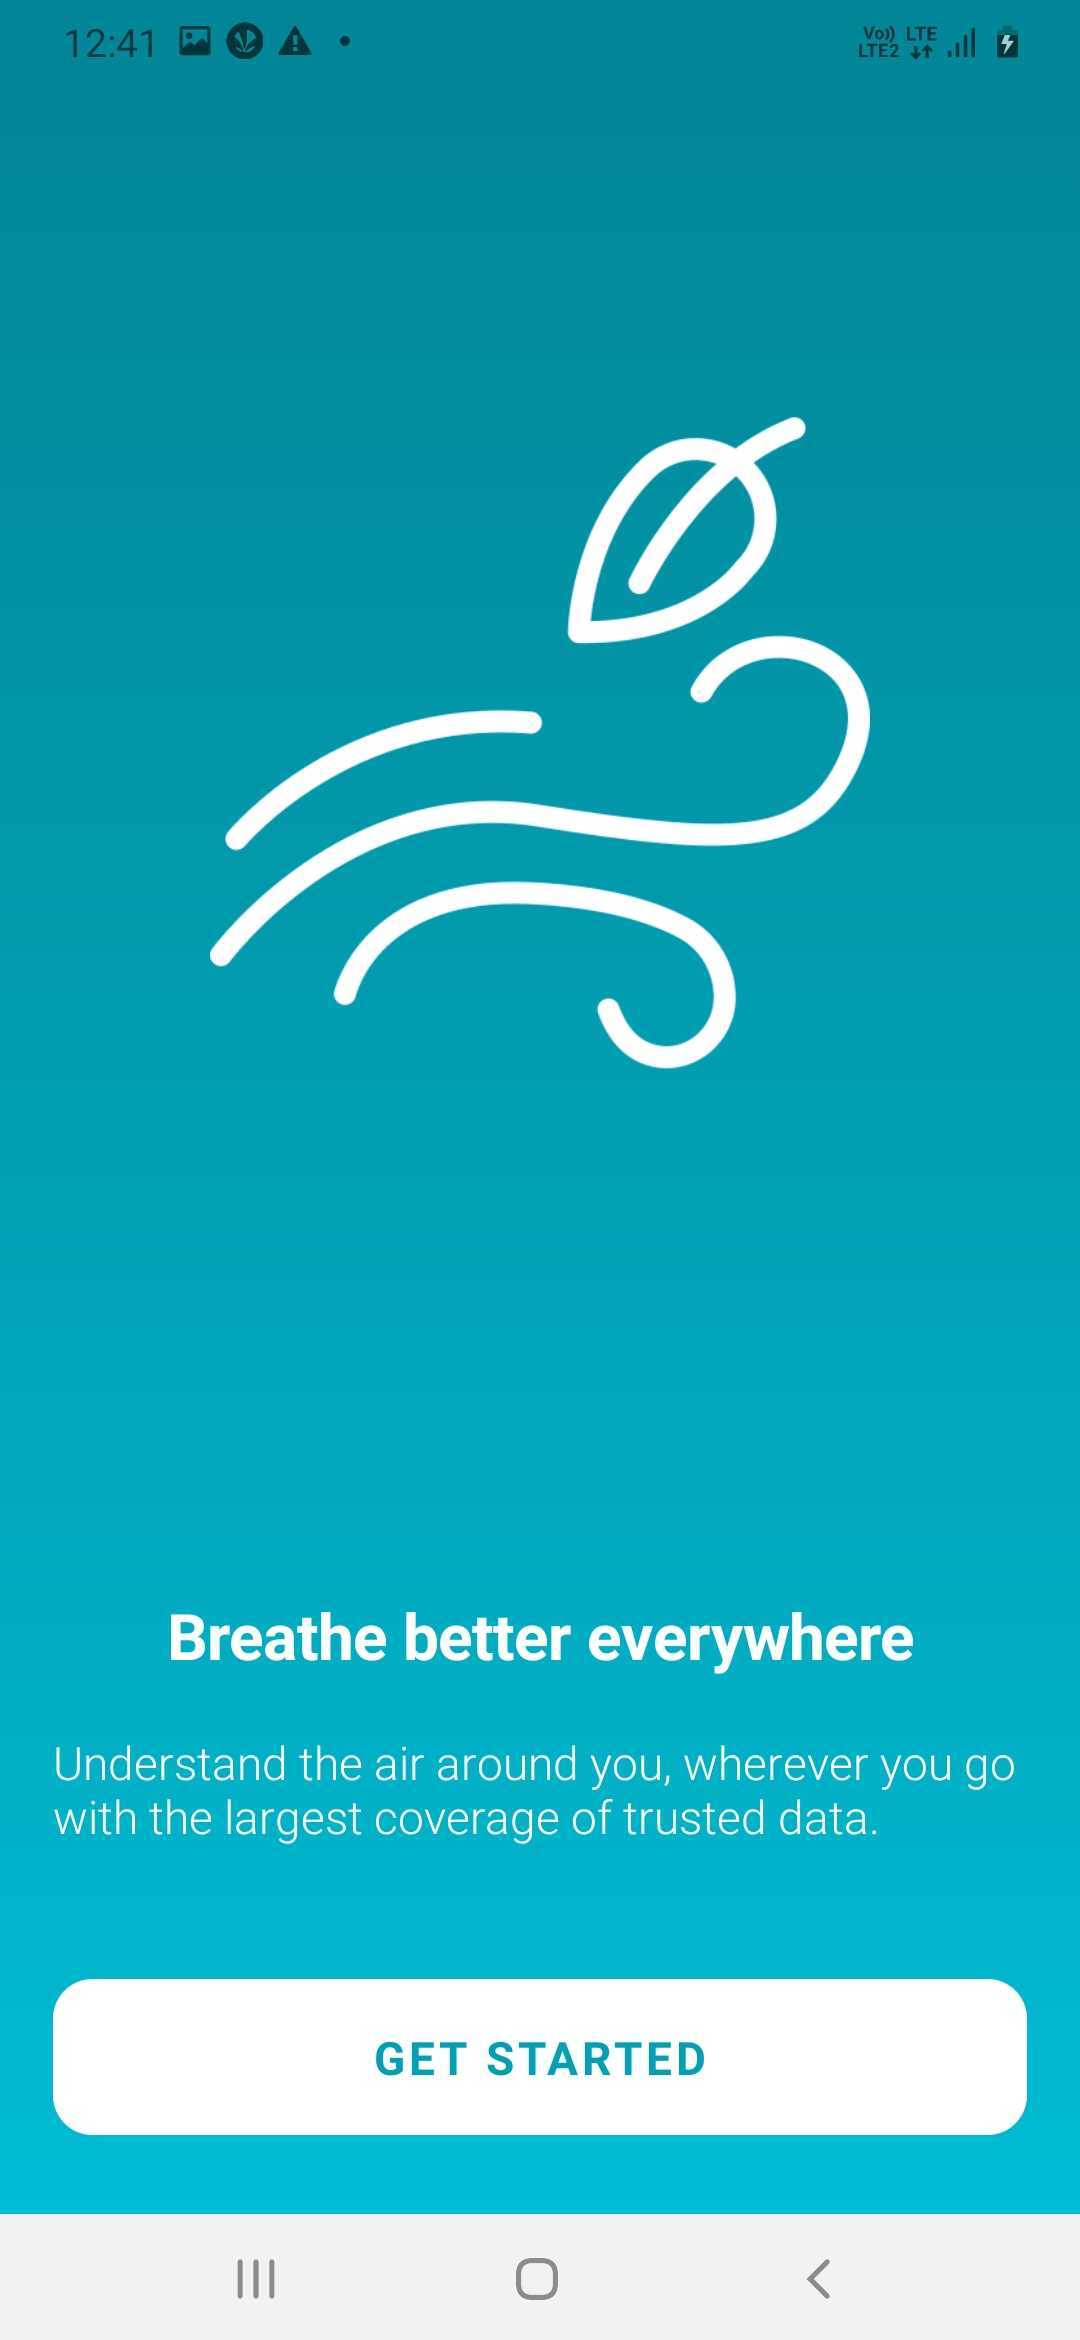 12:41
Vo)) LTE
LTE2
Breathe better everywhere
Understand the air around you, wherever you go
with the largest coverage of trusted data.
GET STARTED